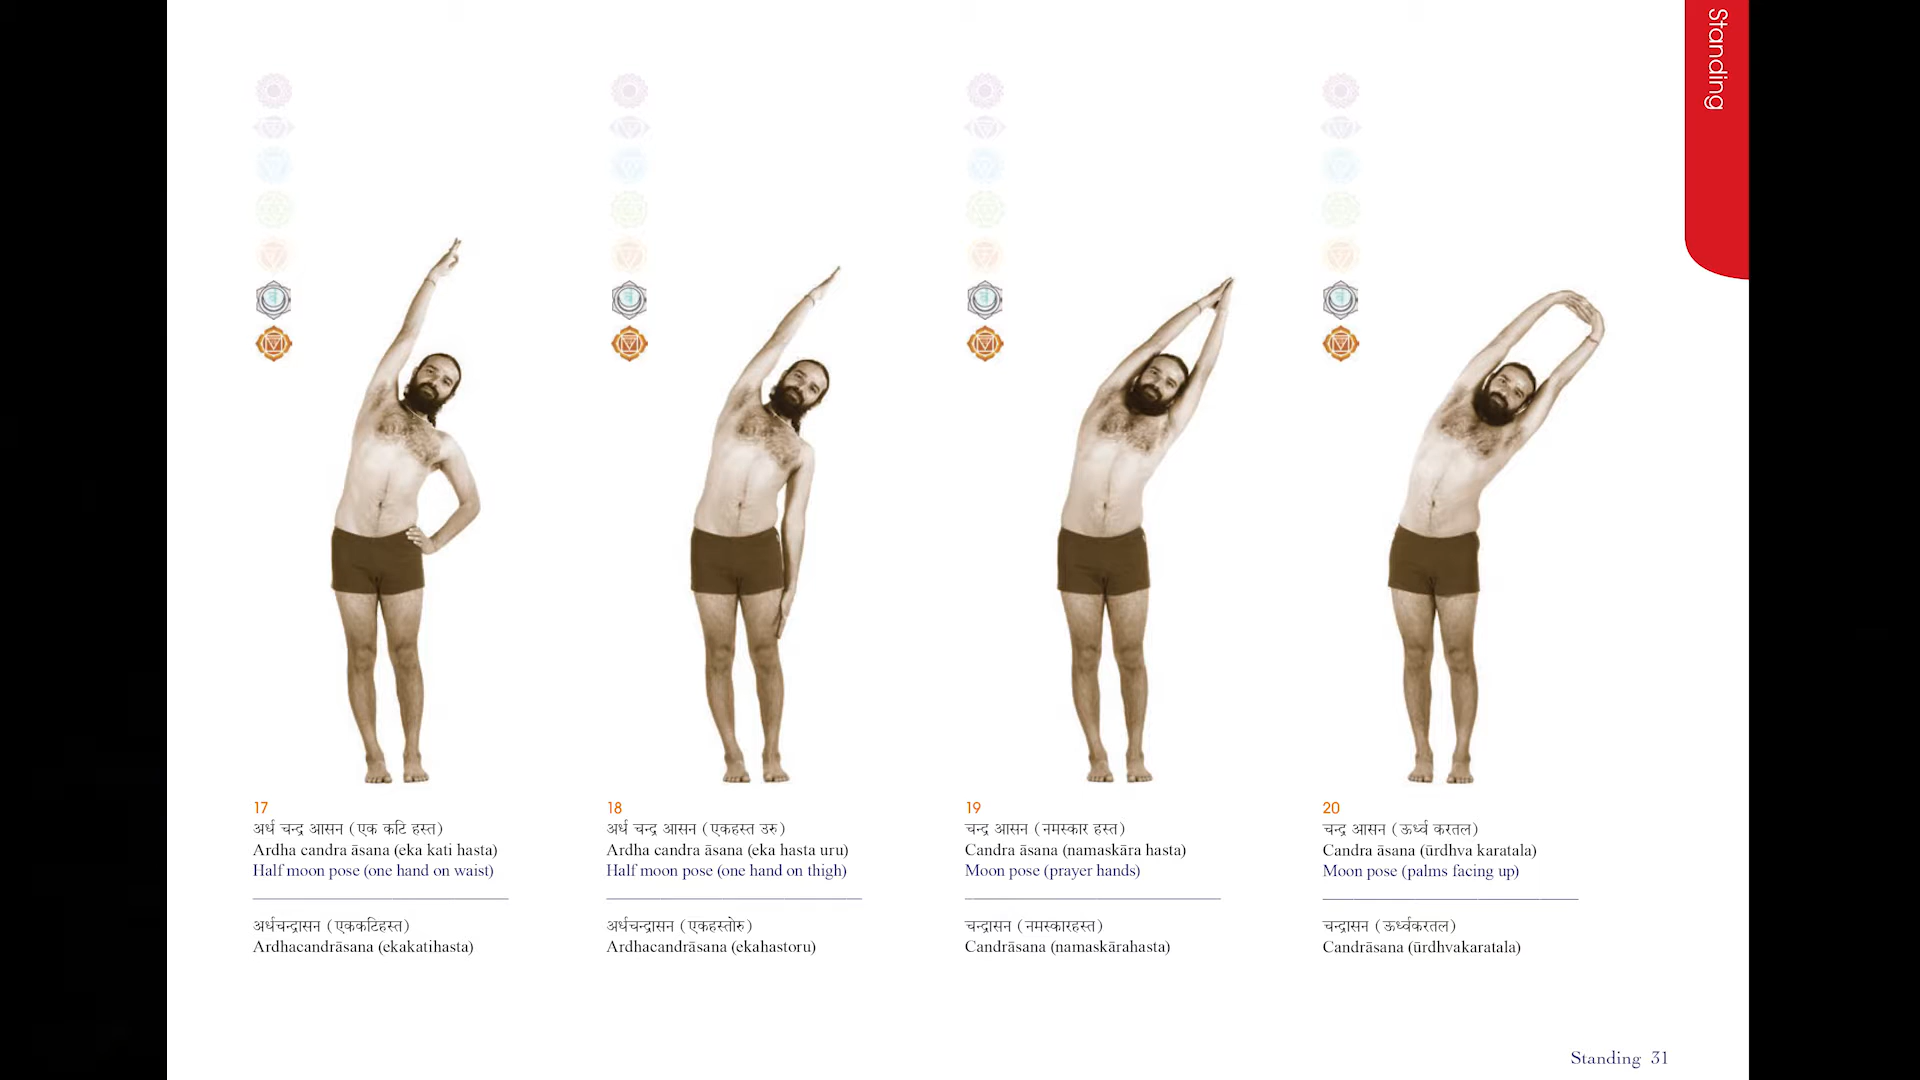 Standing
17
अर्ध चन्द्र आसन (एक कटि हस्त)
Ardha candra āsana (eka kati hasta)
Half moon pose (one hand on waist)
अर्धचन्द्रासन (एककटिहस्त)
Ardhacandrāsana (ekakatihasta)
18
अर्ध चन्द्र आसन (एकहस्त उरु)
Ardha candra āsana (eka hasta uru)
Half moon pose (one hand on thigh)
अर्धचन्द्रासन (एकहस्तोरु)
Ardhacandrāsana (ekahastoru)
19
चन्द्र आसन (नमस्कार हस्त)
Candra āsana (namaskāra hasta)
Moon pose (prayer hands)
चन्द्रासन (नमस्कारहस्त)
Candrāsana (namaskārahasta)
20
चन्द्र आसन (ऊर्ध्व करतल)
Candra āsana (ūrdhva karatala)
Moon pose (palms facing up)
चन्द्रासन (ऊर्ध्वकरतल)
Candrāsana (ūrdhvakaratala)
Standing 31